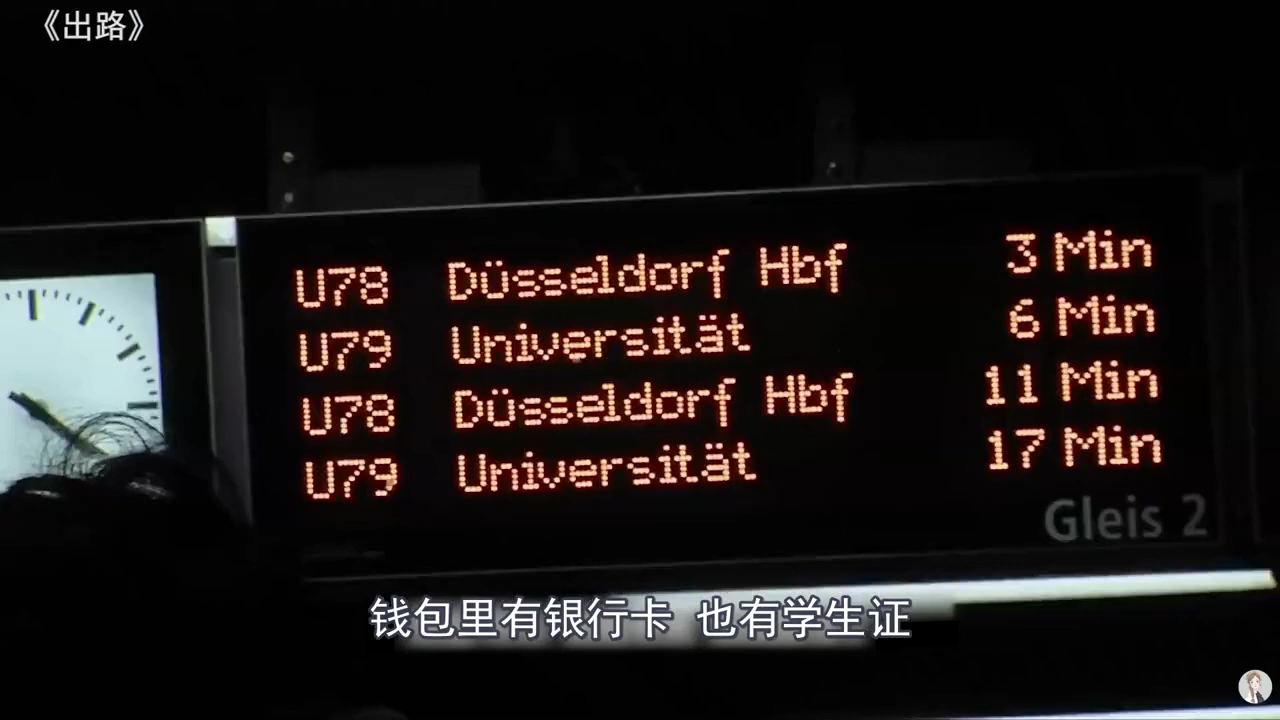 《出路》
U78 Düsseldorf Hbf 3 Min
U79 Universität 6 Min
U78 Düsseldorf Hbf 11 Min
U79 Universität 17 Min
Gleis 2
钱包里有银行卡 也有学生证